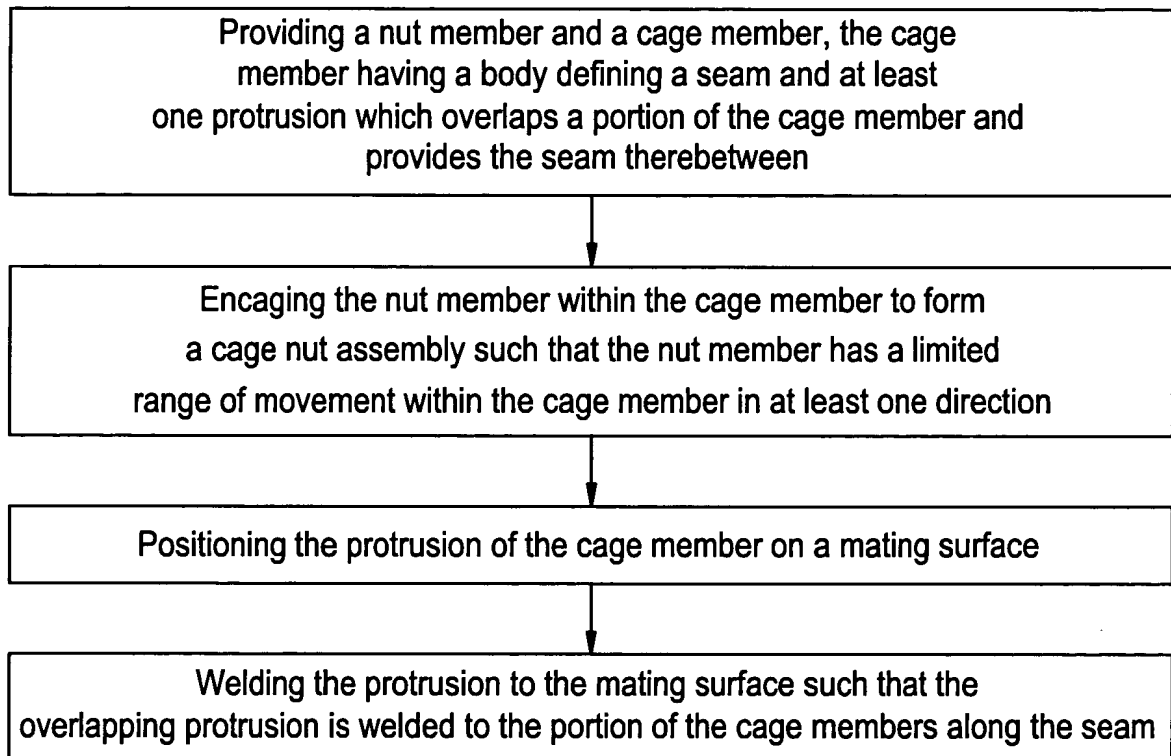 Providing a nut member and a cage member, the cage
member having a body defining a seam and at least
one protrusion which overlaps a portion of the cage member and
provides the seam therebetween
Encaging the nut member within the cage member to form
a cage nut assembly such that the nut member has a limited
range of movement within the cage member in at least one direction
Positioning the protrusion of the cage member on a mating surface
Welding the protrusion to the mating surface such that the
overlapping protrusion is welded to the portion of the cage members along the seam